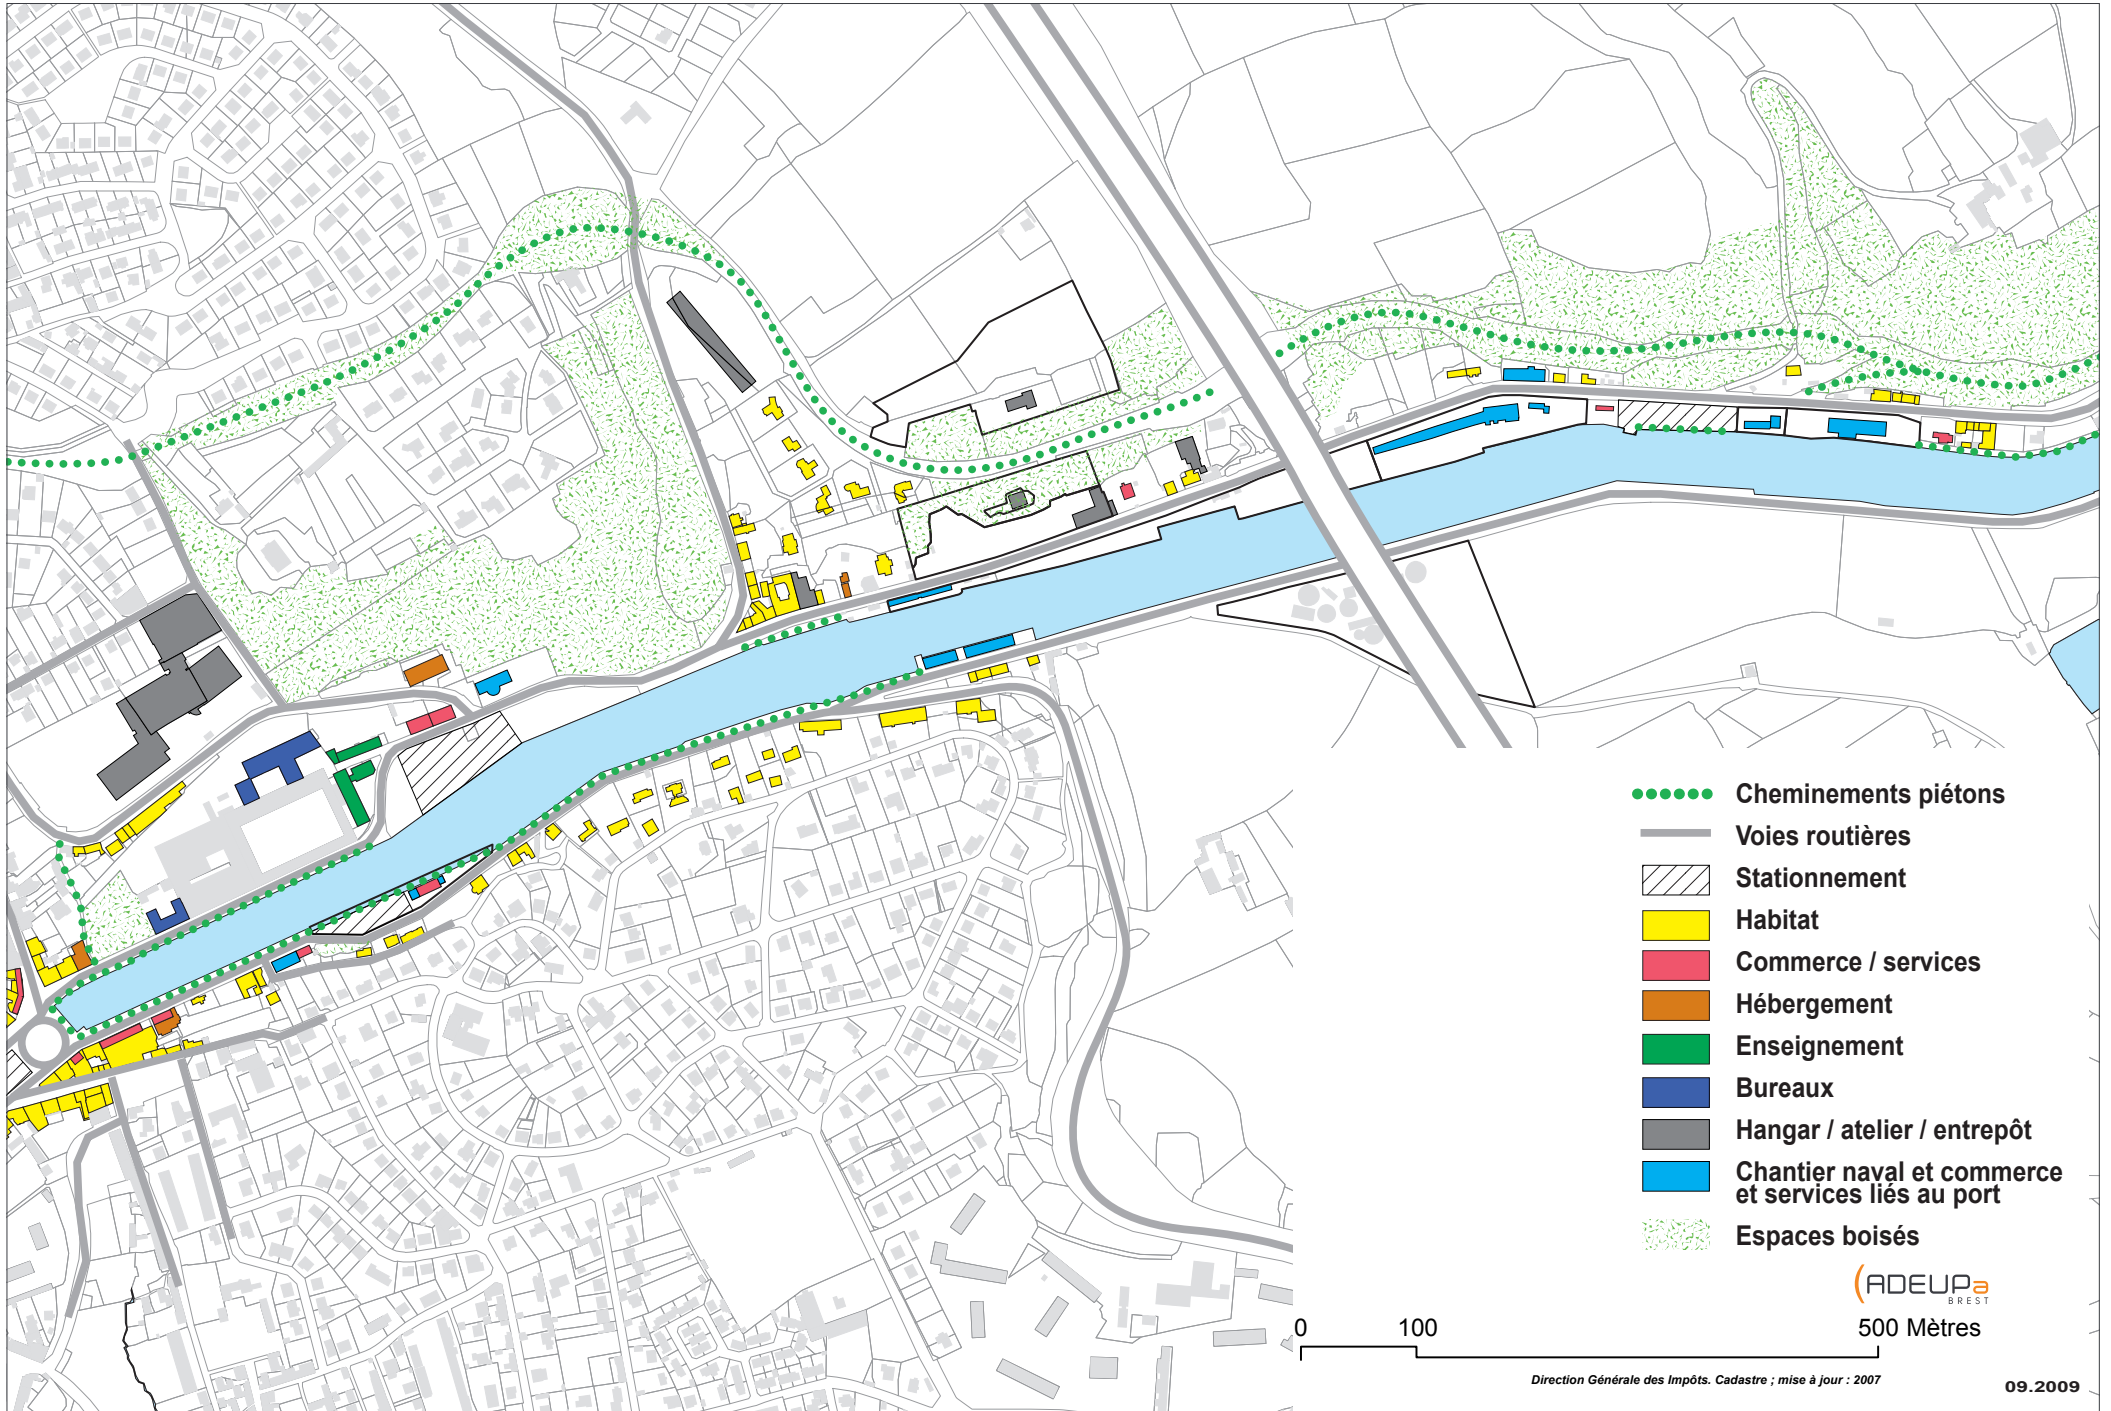 Cheminements piétons
Voies routières
Stationnement
Habitat
Commerce / services
Hébergement
Enseignement
Bureaux
Hangar / atelier / entrepôt
Chantier naval et commerce
et services liés au port
Espaces boisés
ADEUPa
BREST
0 100 500 Mètres
Direction Générale des Impôts. Cadastre ; mise à jour : 2007
09.2009